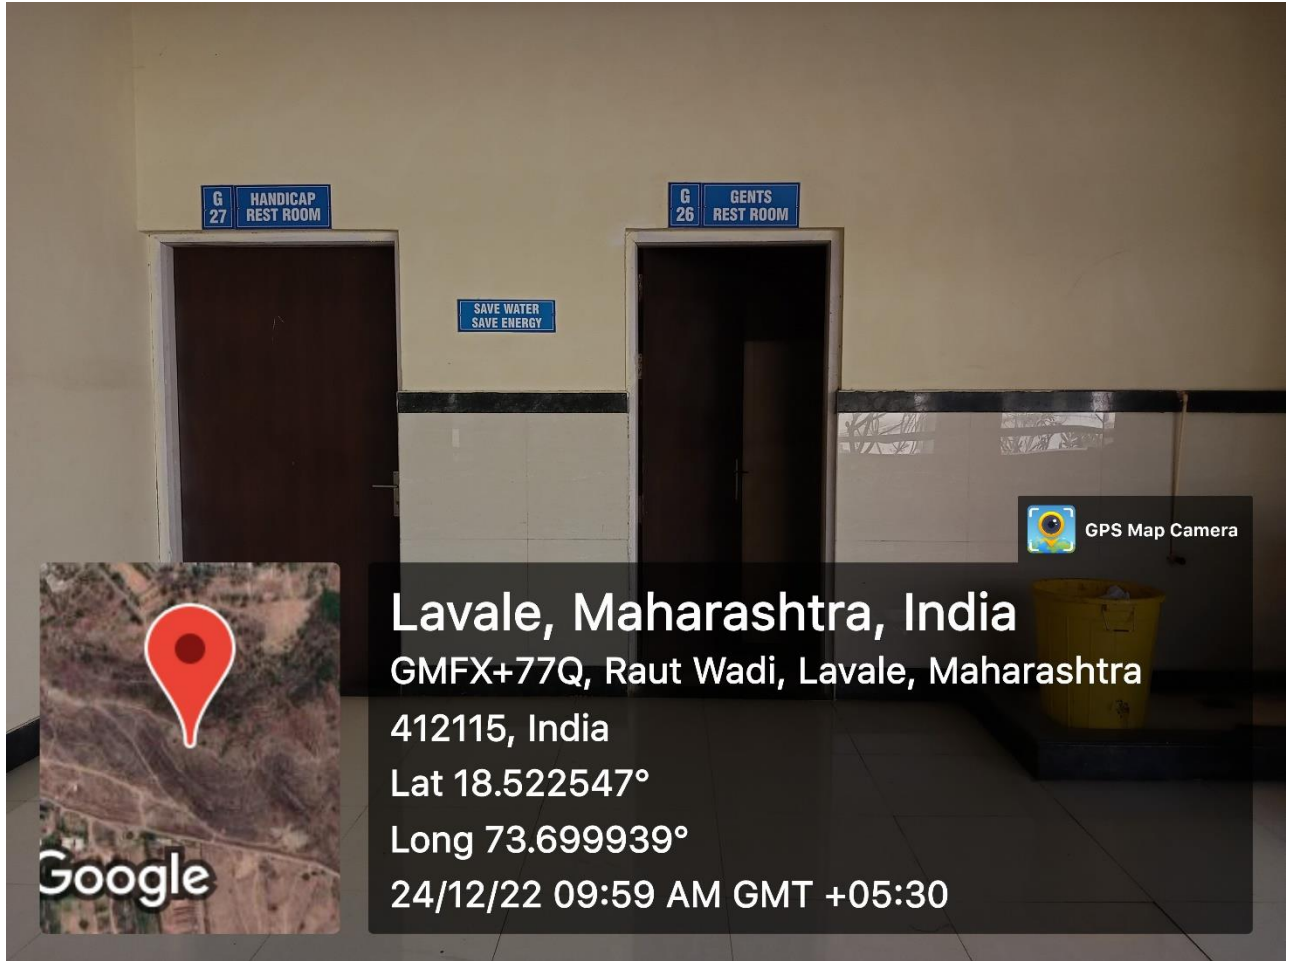 G
27
HANDICAP
REST ROOM
G
26
GENTS
REST ROOM
SAVE WATER
SAVE ENERGY
GPS Map Camera
Google
Lavale, Maharashtra, India
GMFX+77Q, Raut Wadi, Lavale, Maharashtra
412115, India
Lat 18.522547°
Long 73.699939°
24/12/22 09:59 AM GMT +05:30